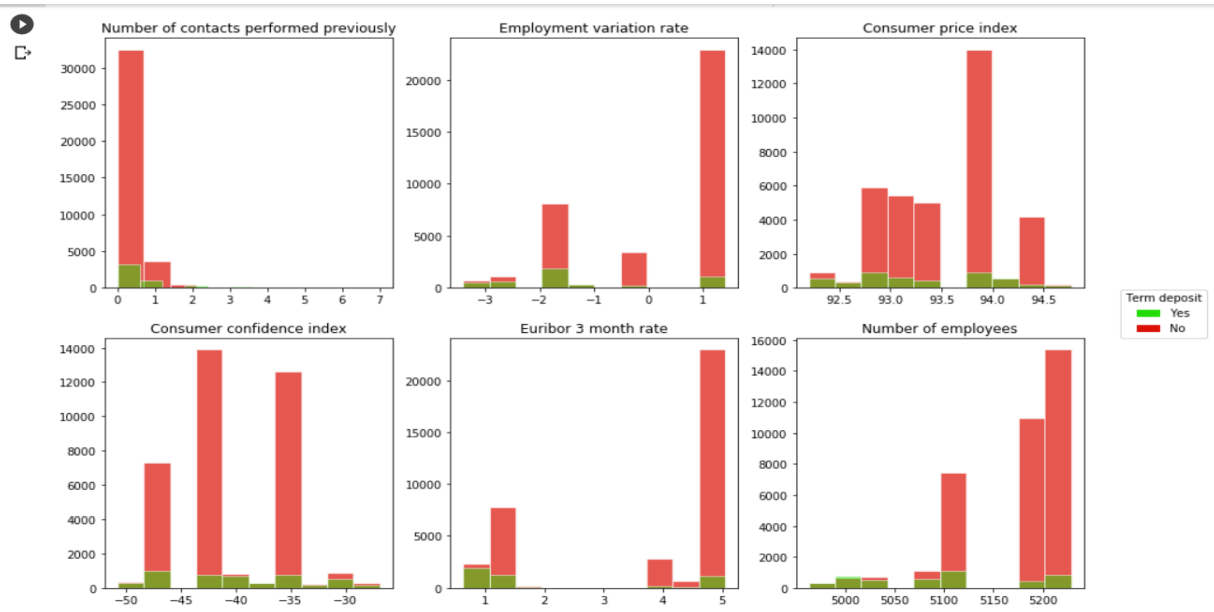 Number of contacts performed previously
30000
25000
20000
15000
10000
5000
0
0 1 2 3 4 5 6 7
Employment variation rate
20000
15000
10000
5000
0
−3 −2 −1 0 1
Consumer price index
14000
12000
10000
8000
6000
4000
2000
0
92.5 93.0 93.5 94.0 94.5
Term deposit
Yes
No
Consumer confidence index
14000
12000
10000
8000
6000
4000
2000
0
−50 −45 −40 −35 −30
Euribor 3 month rate
20000
15000
10000
5000
0
1 2 3 4 5
Number of employees
16000
14000
12000
10000
8000
6000
4000
2000
0
5000 5050 5100 5150 5200